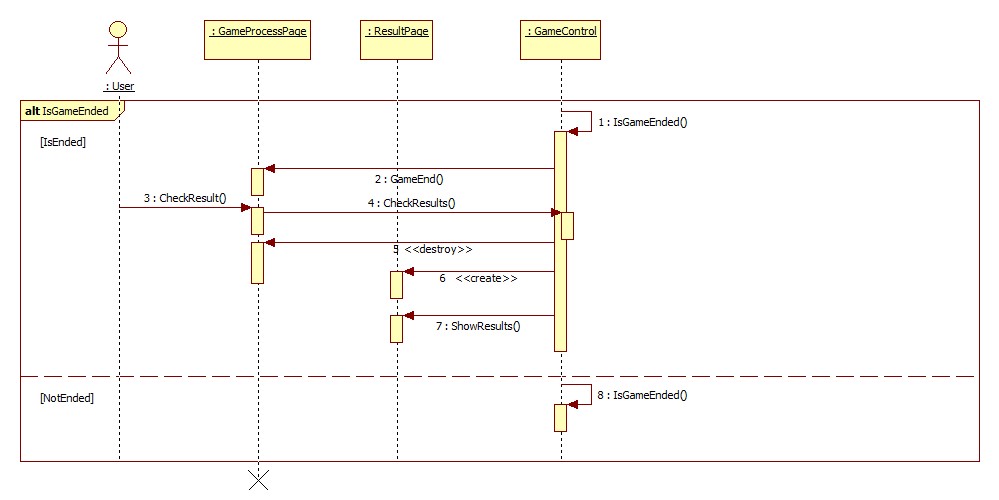 : GameProcessPage
: ResultPage
: GameControl
: User
alt IsGameEnded
1 : IsGameEnded()
[IsEnded]
2 : GameEnd()
3 : CheckResult()
4 : CheckResults()
5 <<destroy>>
6 <<create>>
7 : ShowResults()
[NotEnded]
8 : IsGameEnded()